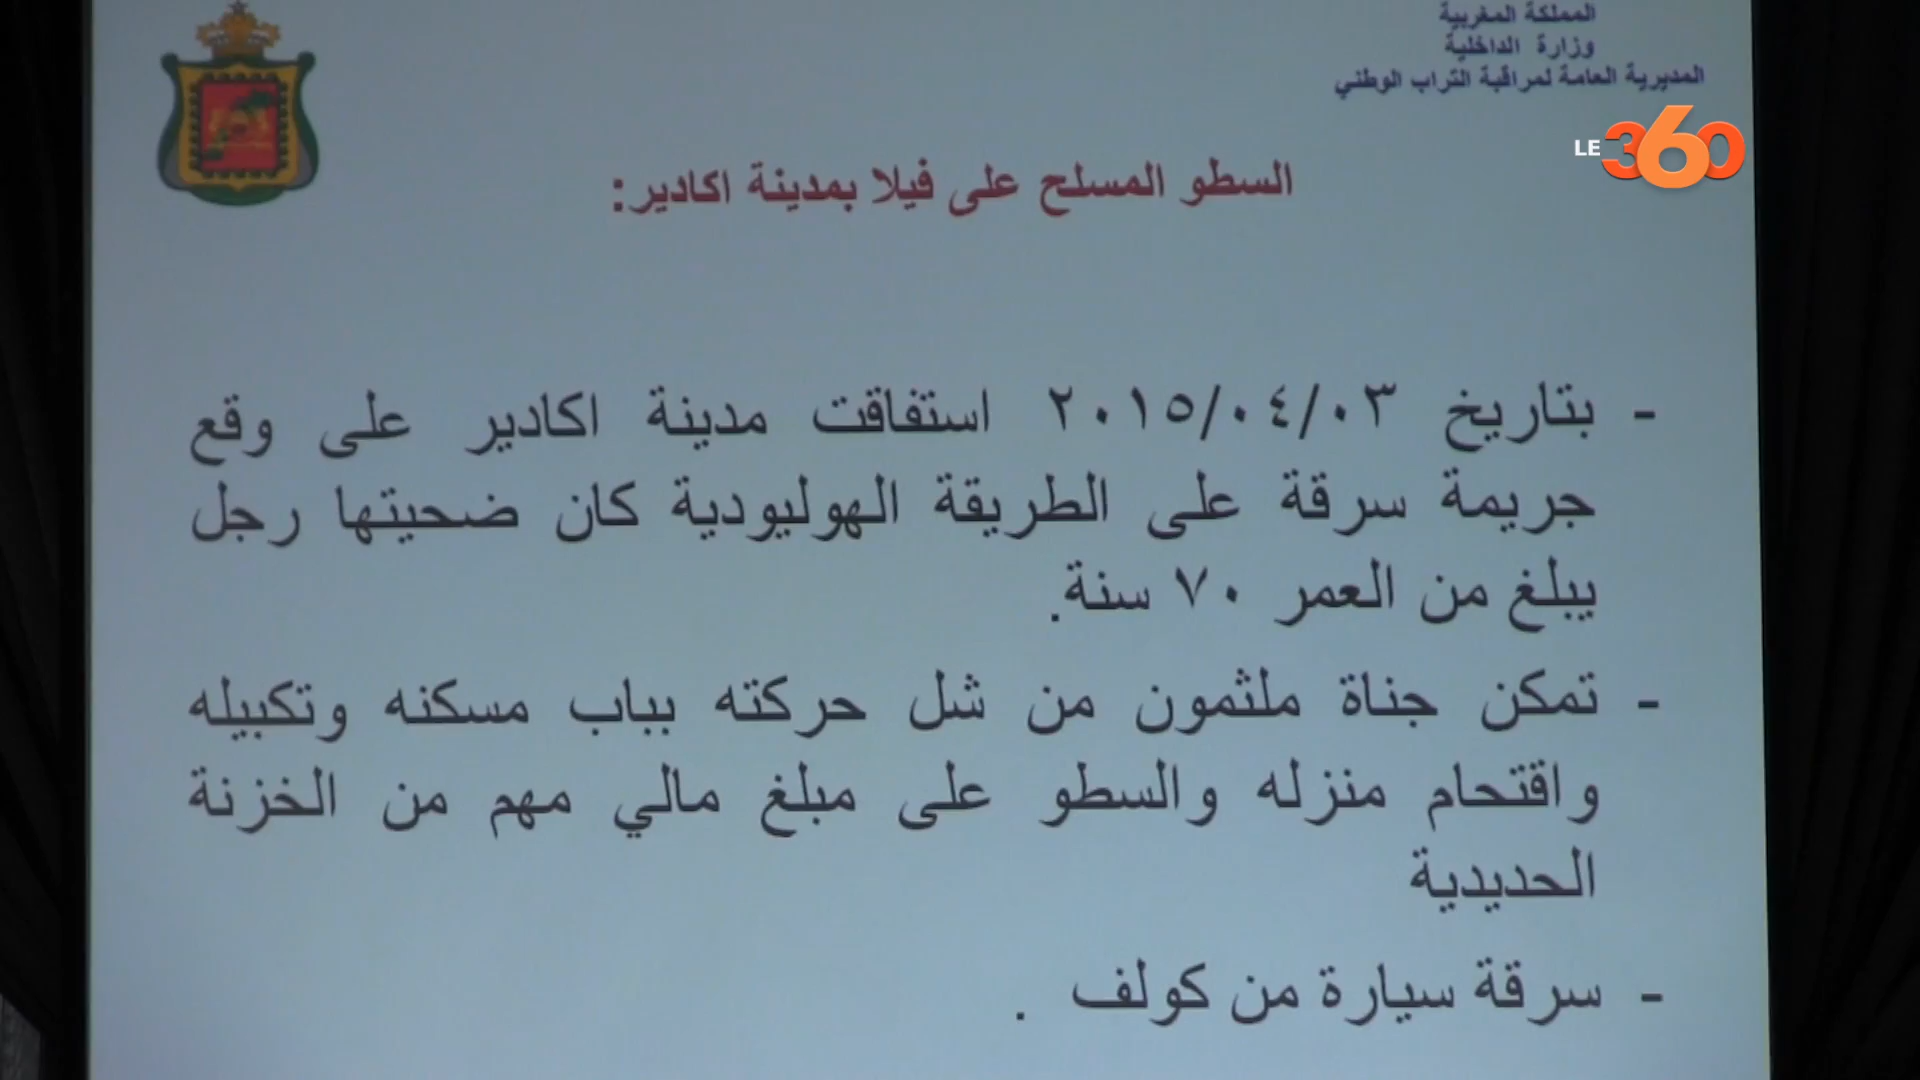 المملكة المغربية
وزارة الداخلية
المديرية العامة لمراقبة التراب الوطني
LE 360
السطو المسلح على فيلا بمدينة اكادير:
- بتاريخ ٢٠١٥/٠٤/٠٣ استفاقت مدينة اكادير على وقع
جريمة سرقة على الطريقة الهوليودية كان ضحيتها رجل
يبلغ من العمر ٧٠ سنة.
- تمكن جناة ملثمون من شل حركته بباب مسكنه وتكبيله
واقتحام منزله والسطو على مبلغ مالي مهم من الخزنة
الحديدية
- سرقة سيارة من كولف .